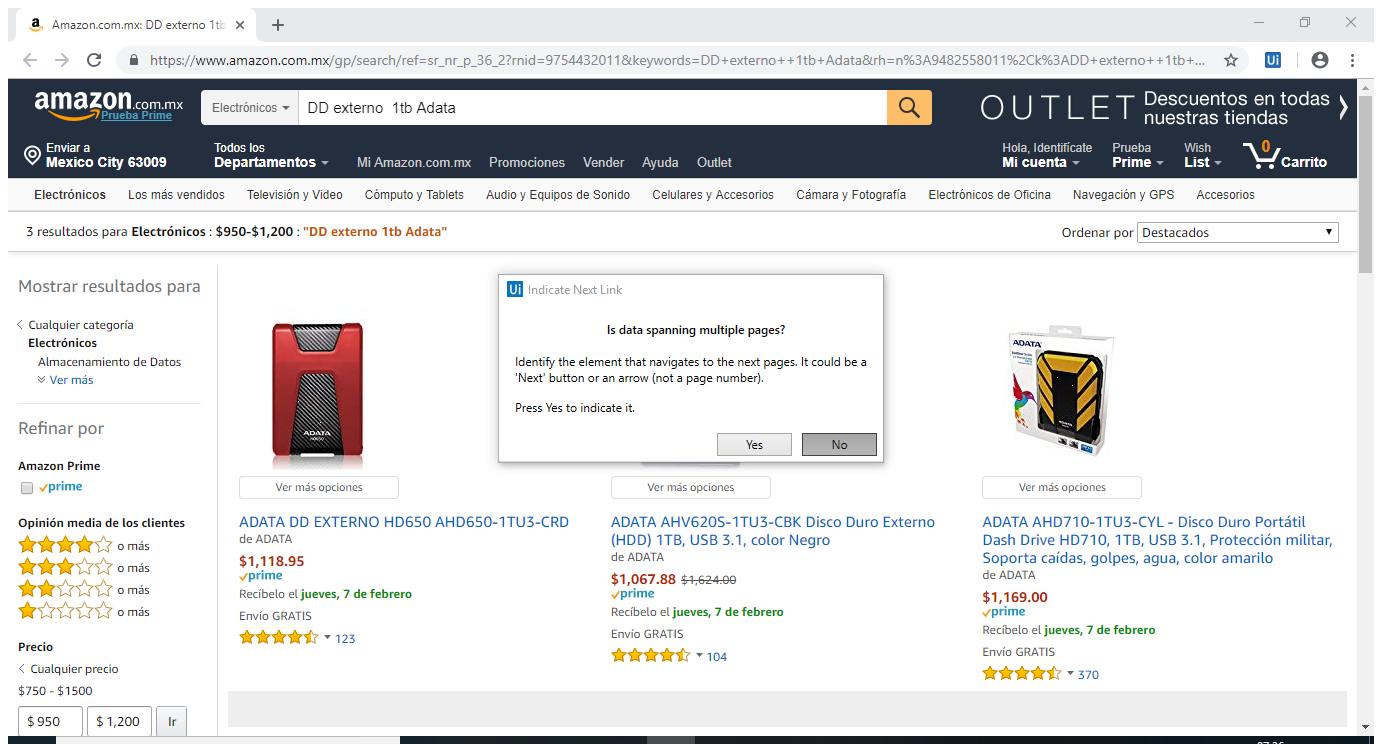 Amazon.com.mx: DD externo 1tb
https://www.amazon.com.mx/gp/search/ref=sr_nr_p_36_2?rnid=9754432011&keywords=DD+externo++1tb+Adata&rh=n%3A9482558011%2Ck%3ADD+externo++1tb+...
Ui
amazon.com.mx
Prueba Prime
Electrónicos
DD externo 1tb Adata
OUTLET Descuentos en todas
nuestras tiendas
Enviar a
Mexico City 63009
Todos los
Departamentos
Mi Amazon.com.mx Promociones Vender Ayuda Outlet
Hola, Identifícate
Mi cuenta
Prueba
Prime
Wish
List
0
Carrito
Electrónicos Los más vendidos Televisión y Video Cómputo y Tablets Audio y Equipos de Sonido Celulares y Accesorios Cámara y Fotografía Electrónicos de Oficina Navegación y GPS Accesorios
3 resultados para Electrónicos : $950-$1,200 : "DD externo 1tb Adata"
Ordenar por Destacados
Mostrar resultados para
Cualquier categoría
Electrónicos
Almacenamiento de Datos
Ver más
Refinar por
Amazon Prime
prime
Opinión media de los clientes
o más
o más
o más
o más
Precio
Cualquier precio
$750 - $1500
$ 950 $ 1,200 Ir
Ui Indicate Next Link
Is data spanning multiple pages?
Identify the element that navigates to the next pages. It could be a
'Next' button or an arrow (not a page number).
Press Yes to indicate it.
Yes No
ADATA
HD650
Ver más opciones
ADATA DD EXTERNO HD650 AHD650-1TU3-CRD
de ADATA
$1,118.95
prime
Recíbelo el jueves, 7 de febrero
Envío GRATIS
123
Ver más opciones
ADATA AHV620S-1TU3-CBK Disco Duro Externo
(HDD) 1TB, USB 3.1, color Negro
de ADATA
$1,067.88 $1,624.00
prime
Recíbelo el jueves, 7 de febrero
Envío GRATIS
104
ADATA
Ver más opciones
ADATA AHD710-1TU3-CYL - Disco Duro Portátil
Dash Drive HD710, 1TB, USB 3.1, Protección militar,
Soporta caídas, golpes, agua, color amarilo
de ADATA
$1,169.00
prime
Recíbelo el jueves, 7 de febrero
Envío GRATIS
370